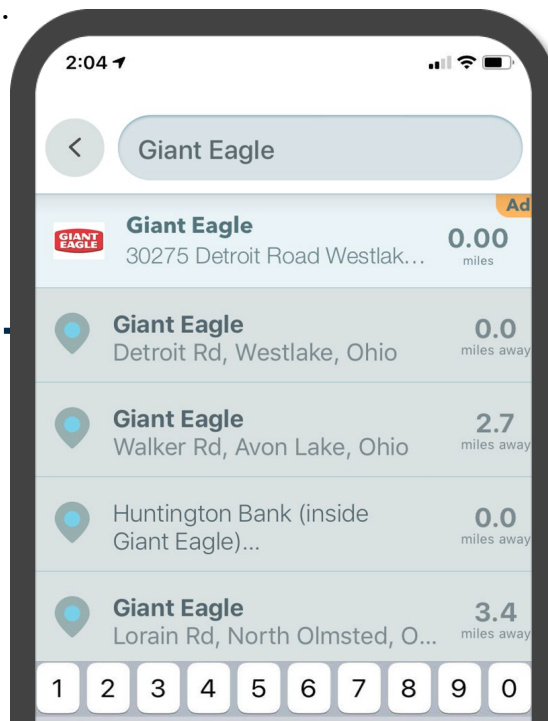 2:04
Giant Eagle
Ad
GIANT
EAGLE
Giant Eagle
30275 Detroit Road Westlak...
0.00
miles
Giant Eagle
Detroit Rd, Westlake, Ohio
0.0
miles away
Giant Eagle
Walker Rd, Avon Lake, Ohio
2.7
miles away
Huntington Bank (inside
Giant Eagle)...
0.0
miles away
Giant Eagle
Lorain Rd, North Olmsted, O...
3.4
miles away
1 2 3 4 5 6 7 8 9 0